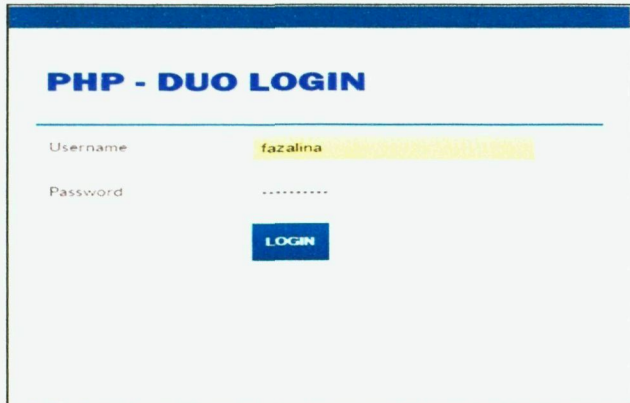 PHP - DUO LOGIN
Username fazalina
Password ----------
LOGIN